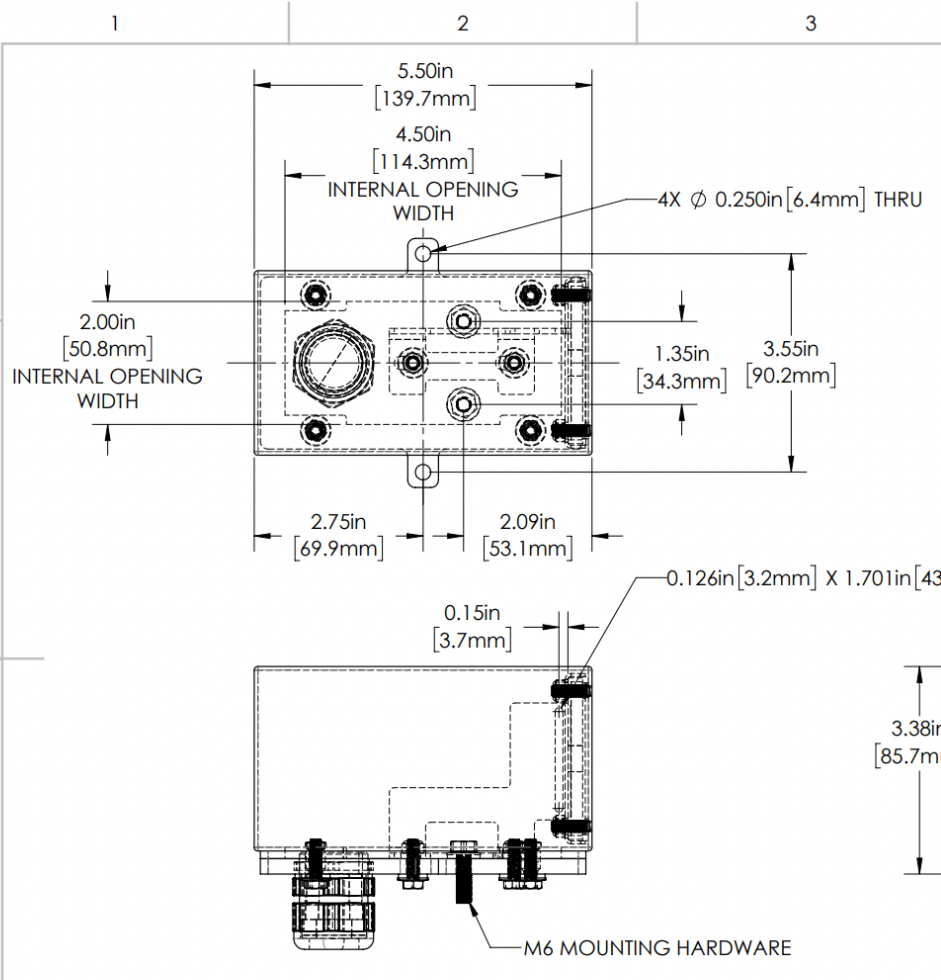 1
2
3
5.50in
[139.7mm]
4.50in
[114.3mm]
INTERNAL OPENING
WIDTH
4X ∅ 0.250in[6.4mm] THRU
2.00in
[50.8mm]
INTERNAL OPENING
WIDTH
1.35in
[34.3mm]
3.55in
[90.2mm]
2.75in
[69.9mm]
2.09in
[53.1mm]
0.126in[3.2mm] X 1.701in[43
0.15in
[3.7mm]
3.38in
[85.7mm
M6 MOUNTING HARDWARE